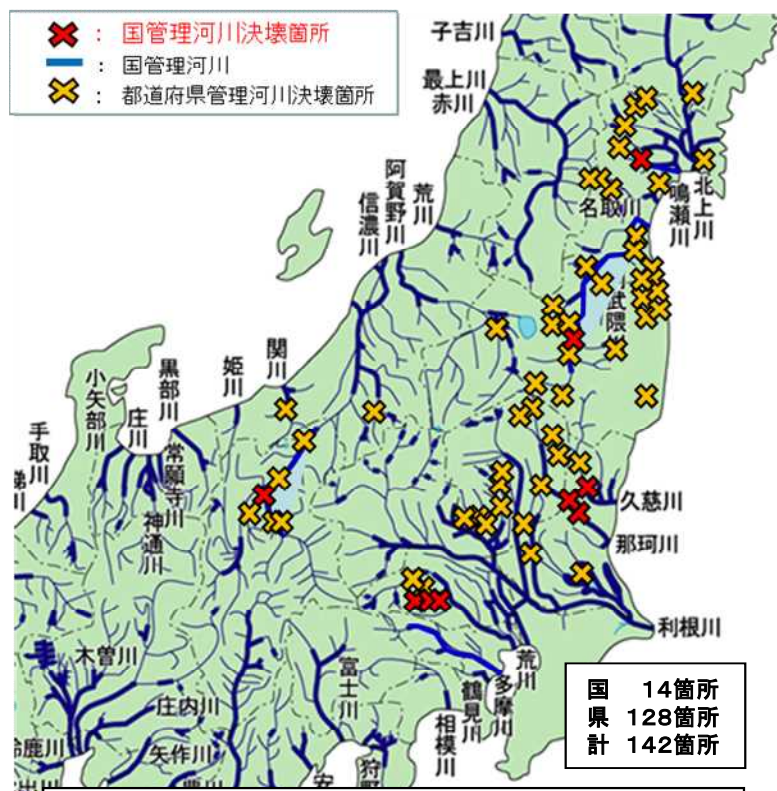 : 国管理河川決壊箇所
: 国管理河川
: 都道府県管理河川決壊箇所
子吉川
最上川
赤川
荒川
阿賀野川
信濃川
名取川
鳴瀬川
北上川
武隈
関川
姫川
黒部川
小矢部川
庄川
常願寺川
神通川
手取川
久慈川
那珂川
利根川
荒川
多摩川
鶴見川
相模川
富士川
狩野
安
木曽川
庄内川
矢作川
鈴鹿川
国 14箇所
県 128箇所
計 142箇所